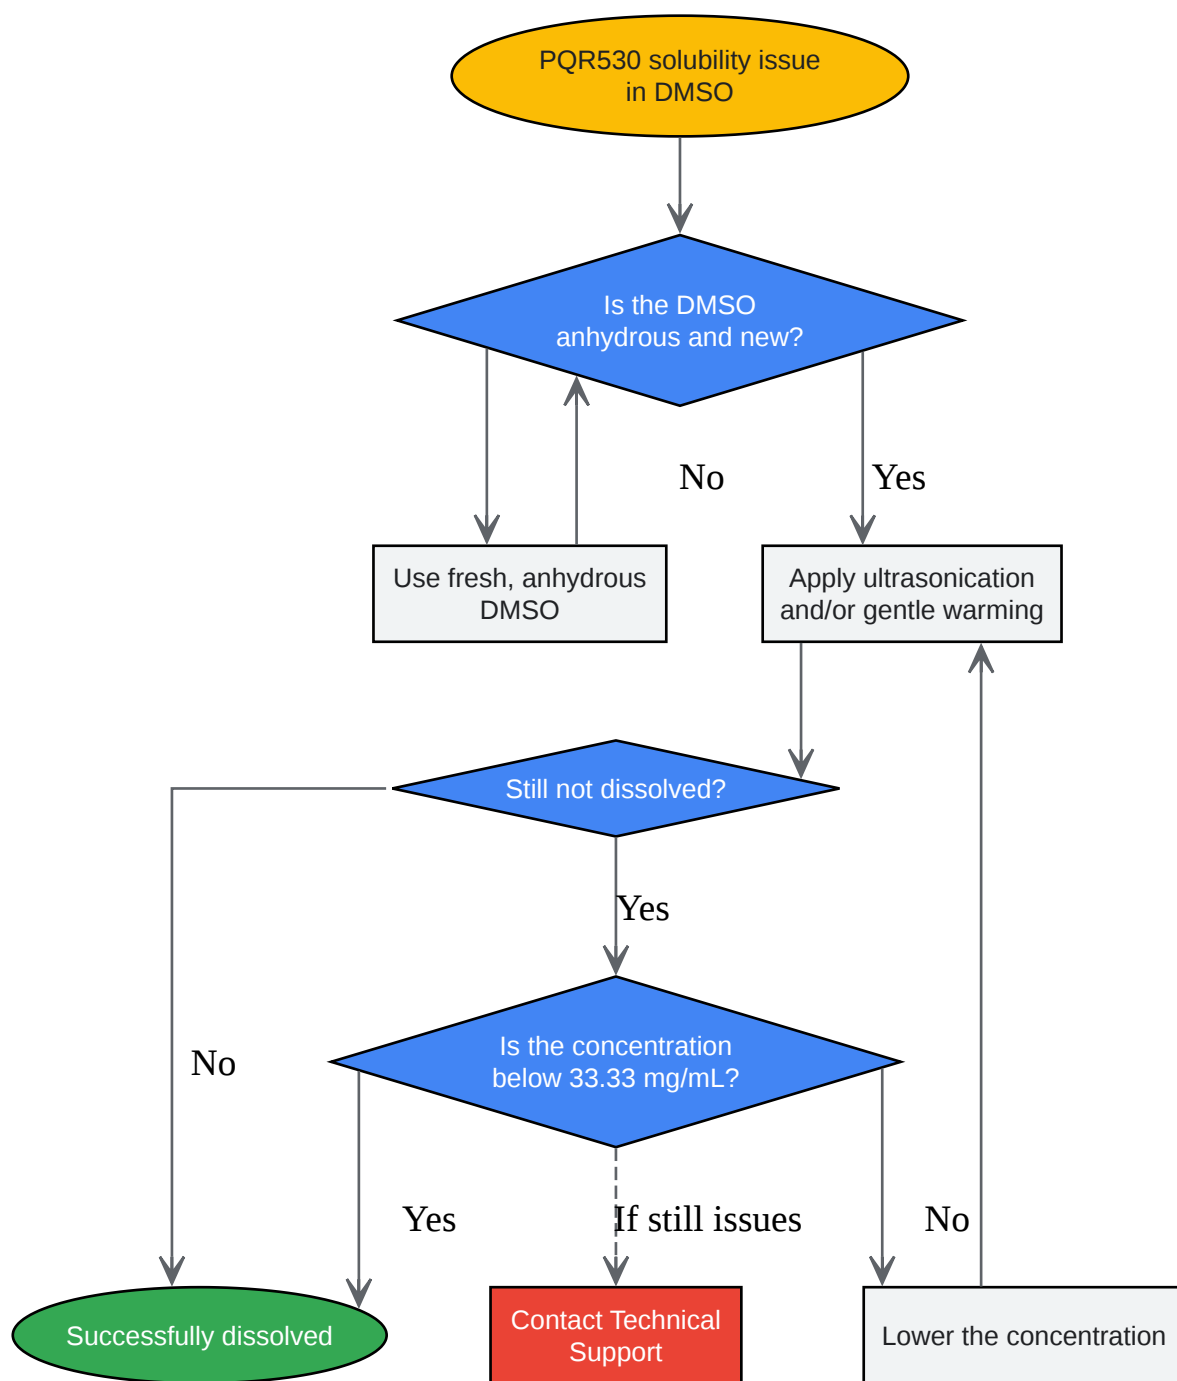 PQR530 solubility issue
in DMSO
Is the DMSO
anhydrous and new?
No
Yes
Use fresh, anhydrous
DMSO
Apply ultrasonication
and/or gentle warming
Still not dissolved?
Yes
No
Is the concentration
below 33.33 mg/mL?
Yes
If still issues
No
Successfully dissolved
Contact Technical
Support
Lower the concentration